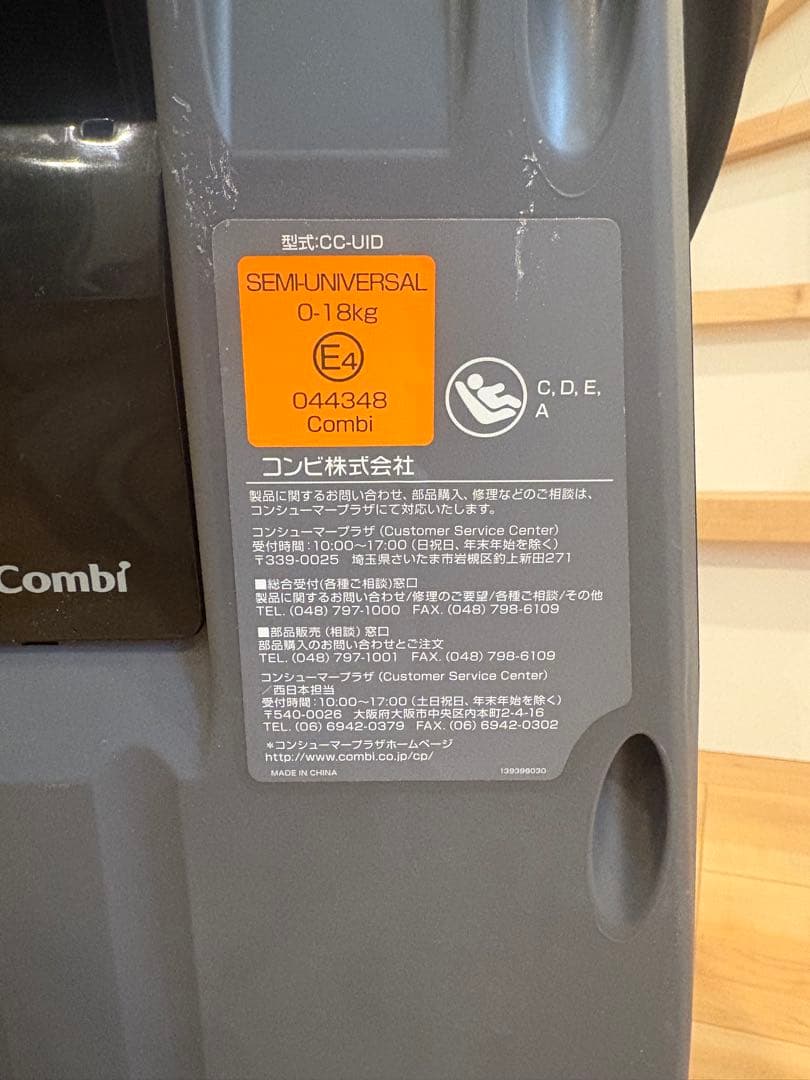 型式:CC-UID
SEMI-UNIVERSAL
0-18kg
E4
044348
Combi
C, D, E,
A
コンビ株式会社
製品に関するお問い合わせ、部品購入、修理などのご相談は、
コンシューマープラザにて対応いたします。
コンシューマープラザ(Customer Service Center)
受付時間:10:00〜17:00(日祝日、年末年始を除く)
〒339-0025 埼玉県さいたま市岩槻区釣上新田271
■総合受付(各種ご相談)窓口
製品に関するお問い合わせ/修理のご要望/各種ご相談/その他
TEL. (048) 797-1000 FAX. (048) 798-6109
■部品販売(相談)窓口
部品購入のお問い合わせとご注文
TEL. (048) 797-1001 FAX. (048) 798-6109
コンシューマープラザ(Customer Service Center)
/西日本担当
受付時間:10:00〜17:00(土日祝日、年末年始を除く)
〒540-0026 大阪府大阪市中央区内本町2-4-16
TEL. (06) 6942-0379 FAX. (06) 6942-0302
*コンシューマープラザホームページ
http://www.combi.co.jp/cp/
MADE IN CHINA 139396030
Combi